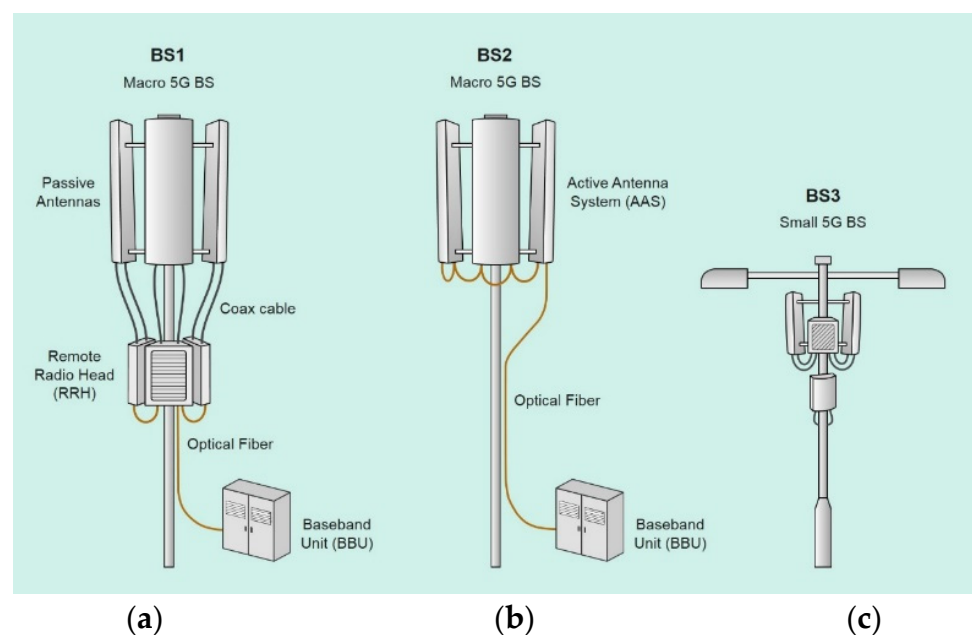 BS1
Macro 5G BS
Passive
Antennas
Coax cable
Remote
Radio Head
(RRH)
Optical Fiber
Baseband
Unit (BBU)
BS2
Macro 5G BS
Active Antenna
System (AAS)
Optical Fiber
Baseband
Unit (BBU)
BS3
Small 5G BS
(a)
(b)
(c)